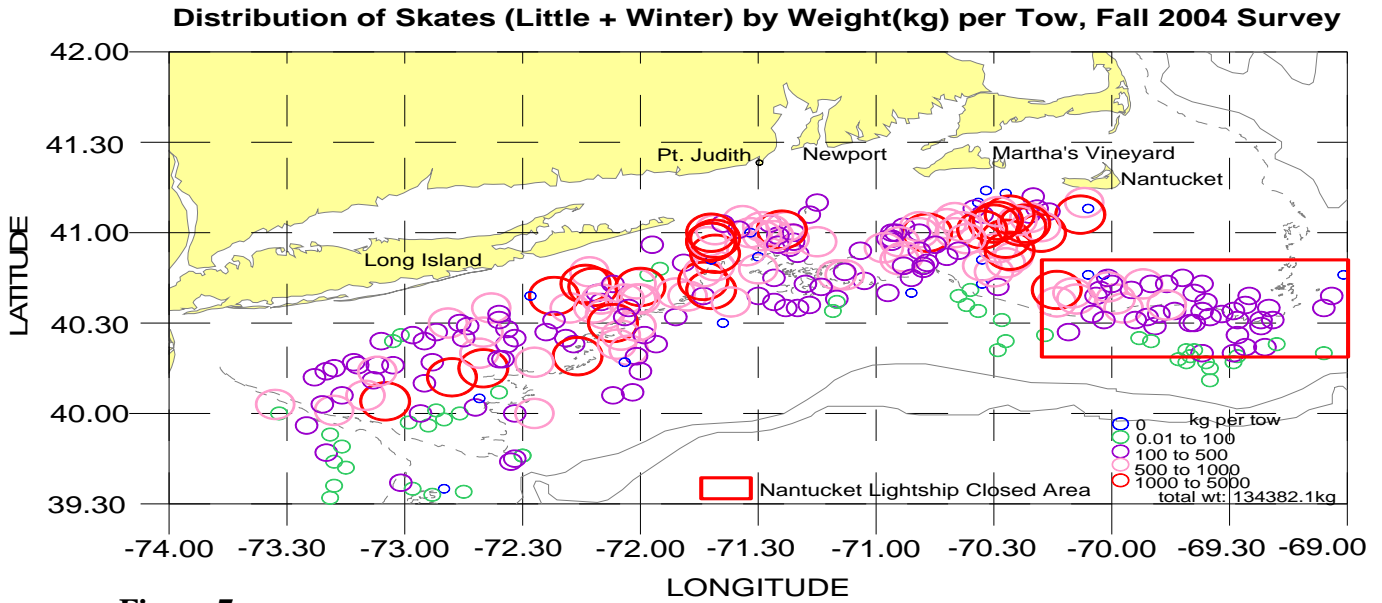 Distribution of Skates (Little + Winter) by Weight(kg) per Tow, Fall 2004 Survey
42.00
41.30
41.00
40.30
40.00
39.30
LATITUDE
Pt. Judith
Newport
Martha's Vineyard
Nantucket
Long Island
kg per tow
0
0.01 to 100
100 to 500
500 to 1000
1000 to 5000
total wt: 134382.1kg
Nantucket Lightship Closed Area
-74.00 -73.30 -73.00 -72.30 -72.00 -71.30 -71.00 -70.30 -70.00 -69.30 -69.00
LONGITUDE